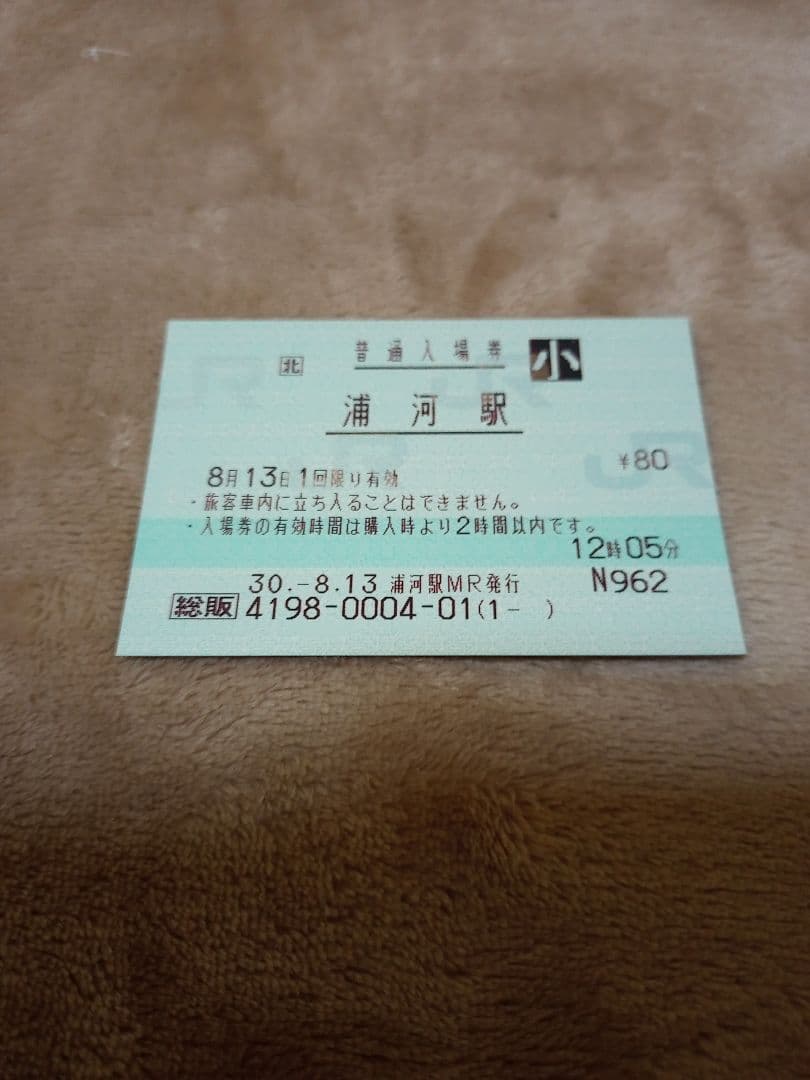 北 普通入場券 小
浦河駅
¥80
8月13日1回限り有効
・旅客車内に立ち入ることはできません。
・入場券の有効時間は購入時より2時間以内です。
12時05分
30.-8.13 浦河駅MR発行 N962
総販 4198-0004-01(1- )